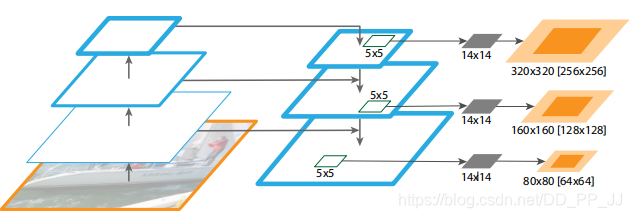 5x5
14x14
320x320 [256x256]
5x5
14x14
160x160 [128x128]
5x5
14x14
80x80 [64x64]
https://blog.csdn.net/DD_PP_JJ